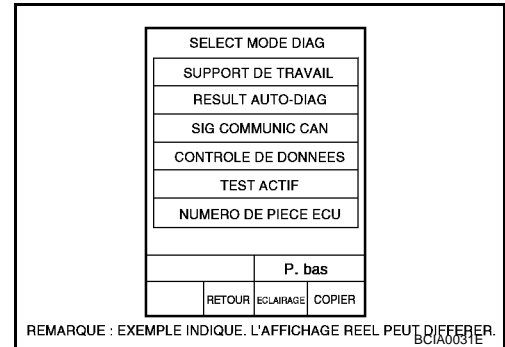 SELECT MODE DIAG
SUPPORT DE TRAVAIL
RESULT AUTO-DIAG
SIG COMMUNIC CAN
CONTROLE DE DONNEES
TEST ACTIF
NUMERO DE PIECE ECU
P. bas
RETOUR ECLAIRAGE COPIER
REMARQUE : EXEMPLE INDIQUE. L'AFFICHAGE REEL PEUT DIFFERER.
BCIA0031E